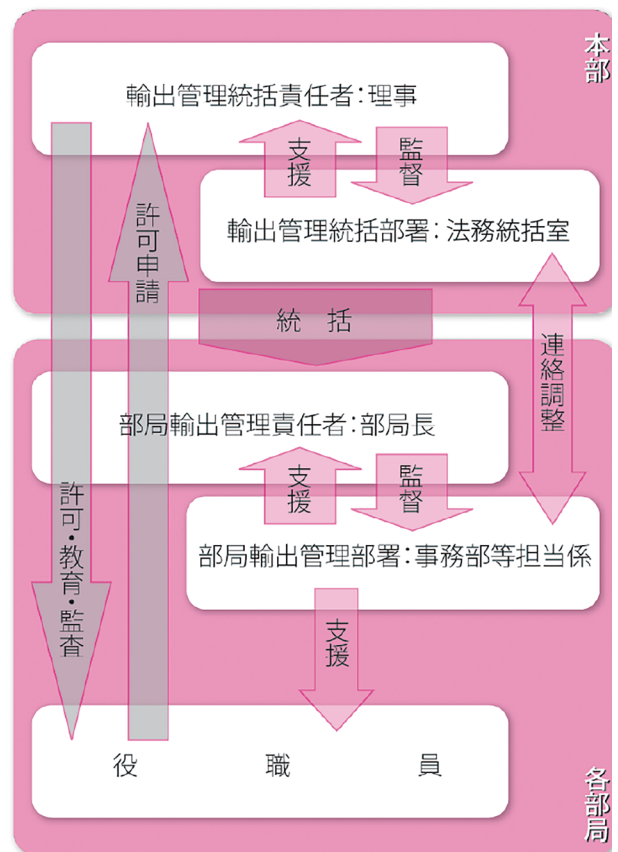 本部
輸出管理統括責任者：理事
支援
監督
輸出管理統括部署：法務統括室
許可申請
統　括
連絡調整
部局輸出管理責任者：部局長
支援
監督
許可・教育・監査
部局輸出管理部署：事務部等担当係
支援
役　職　員
各部局